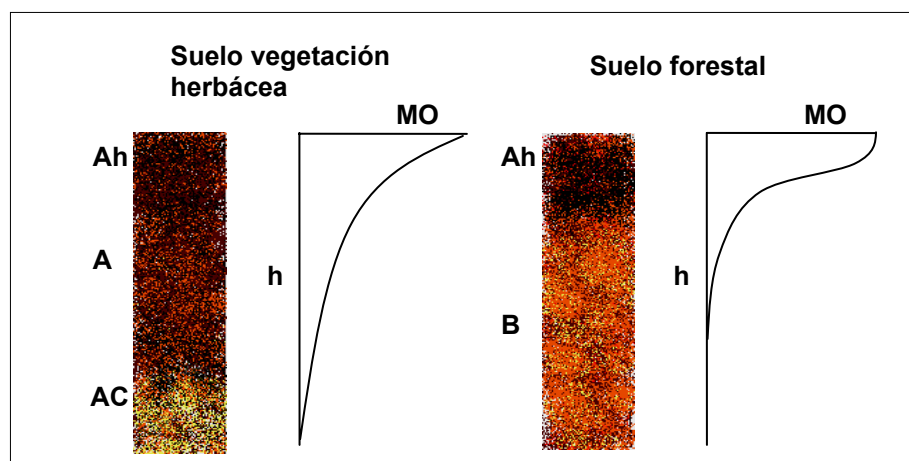 Suelo vegetación
herbácea
MO
Ah
A
h
AC
Suelo forestal
MO
Ah
h
B